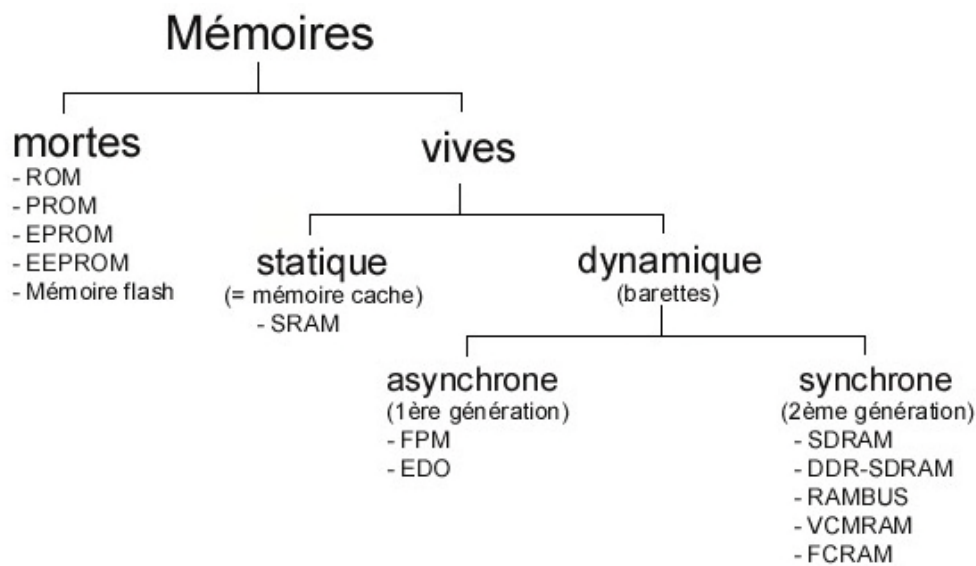 Mémoires
mortes
- ROM
- PROM
- EPROM
- EEPROM
- Mémoire flash
vives
statique
(= mémoire cache)
- SRAM
dynamique
(barettes)
asynchrone
(1ère génération)
- FPM
- EDO
synchrone
(2ème génération)
- SDRAM
- DDR-SDRAM
- RAMBUS
- VCMRAM
- FCRAM